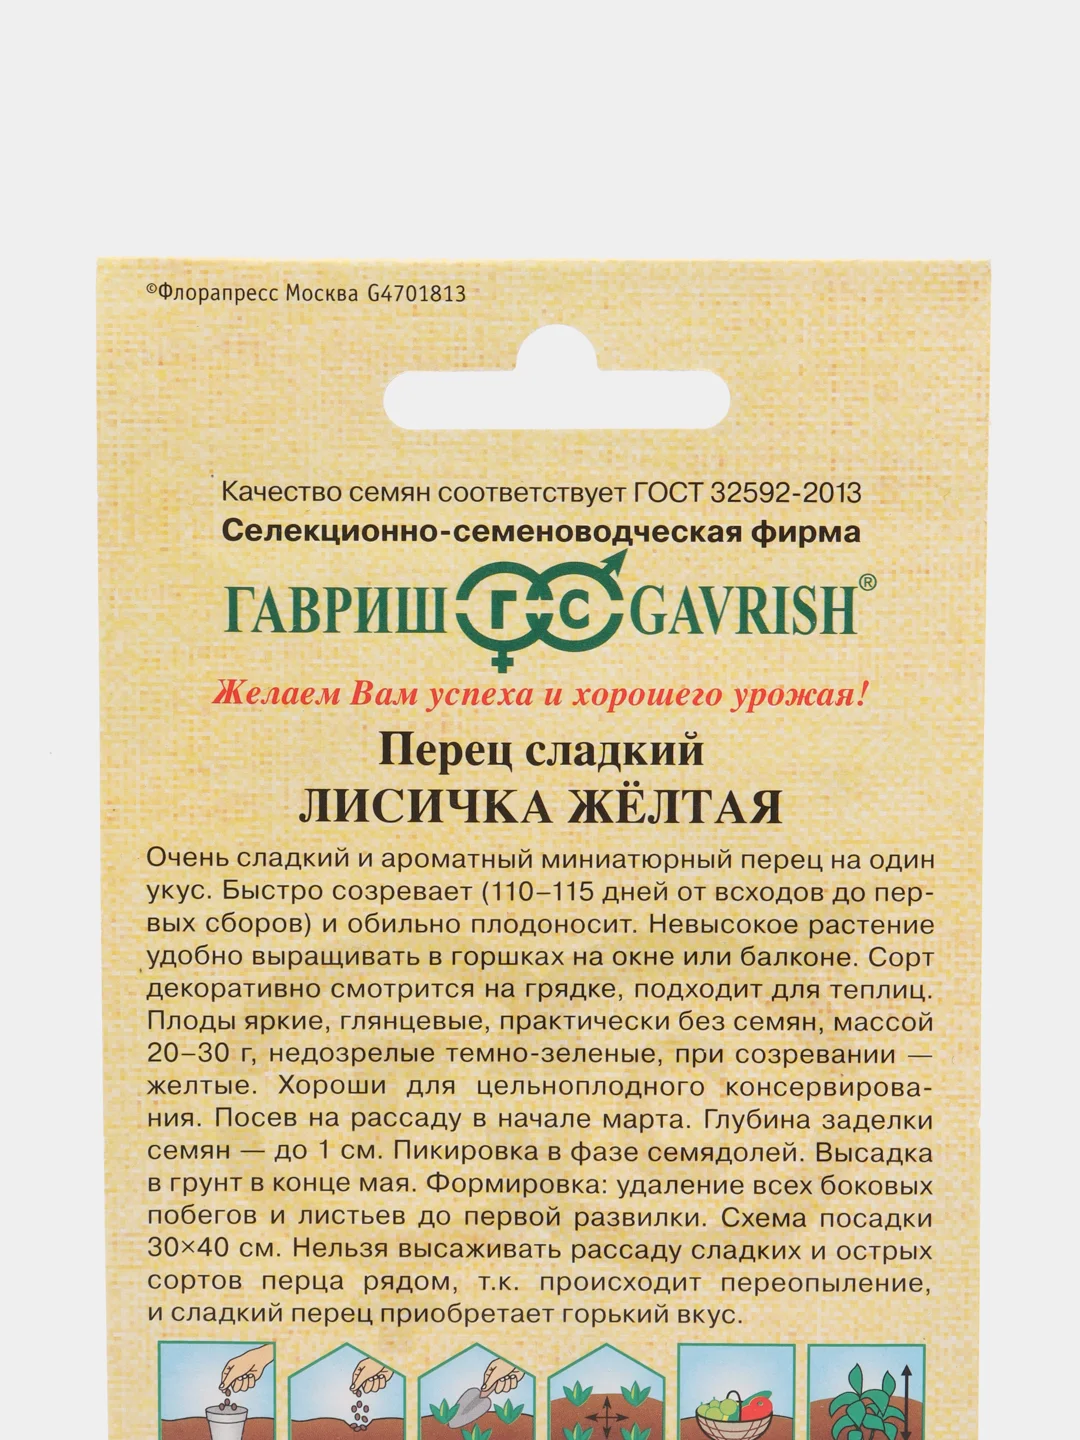 ©Флорапресс Москва G4701813
Качество семян соответствует ГОСТ 32592-2013
Селекционно-семеноводческая фирма
ГАВРИШ ГС GAVRISH®
Желаем Вам успеха и хорошего урожая!
Перец сладкий
ЛИСИЧКА ЖЁЛТАЯ
Очень сладкий и ароматный миниатюрный перец на один
укус. Быстро созревает (110–115 дней от всходов до пер-
вых сборов) и обильно плодоносит. Невысокое растение
удобно выращивать в горшках на окне или балконе. Сорт
декоративно смотрится на грядке, подходит для теплиц.
Плоды яркие, глянцевые, практически без семян, массой
20–30 г, недозрелые темно-зеленые, при созревании —
желтые. Хороши для цельноплодного консервирова-
ния. Посев на рассаду в начале марта. Глубина заделки
семян — до 1 см. Пикировка в фазе семядолей. Высадка
в грунт в конце мая. Формировка: удаление всех боковых
побегов и листьев до первой развилки. Схема посадки
30×40 см. Нельзя высаживать рассаду сладких и острых
сортов перца рядом, т.к. происходит переопыление,
и сладкий перец приобретает горький вкус.